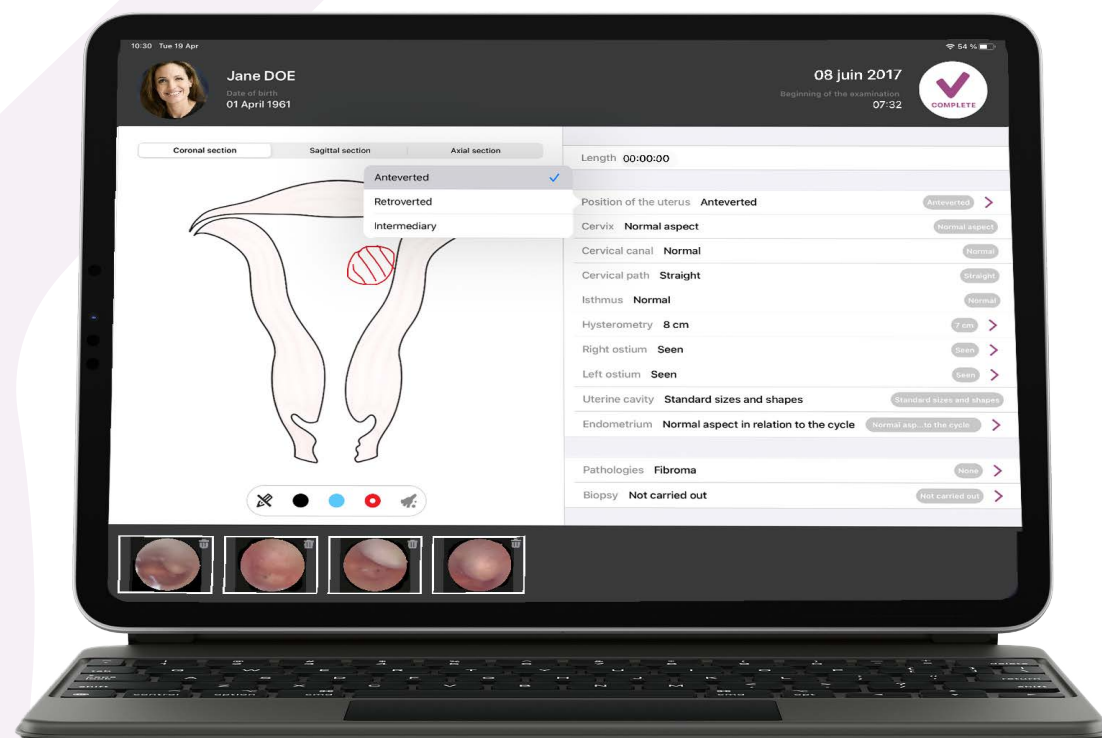 10:30 Tue 19 Apr
54 %
Jane DOE
Date of birth
01 April 1961
08 juin 2017
Beginning of the examination
07:32
COMPLETE
Coronal section Sagittal section Axial section
Anteverted
Retroverted
Intermediary
Length 00:00:00
Position of the uterus Anteverted Anteverted
Cervix Normal aspect Normal aspect
Cervical canal Normal Normal
Cervical path Straight Straight
Isthmus Normal Normal
Hysterometry 8 cm 7 cm
Right ostium Seen Seen
Left ostium Seen Seen
Uterine cavity Standard sizes and shapes Standard sizes and shapes
Endometrium Normal aspect in relation to the cycle Normal asp...to the cycle
Pathologies Fibroma None
Biopsy Not carried out Not carried out